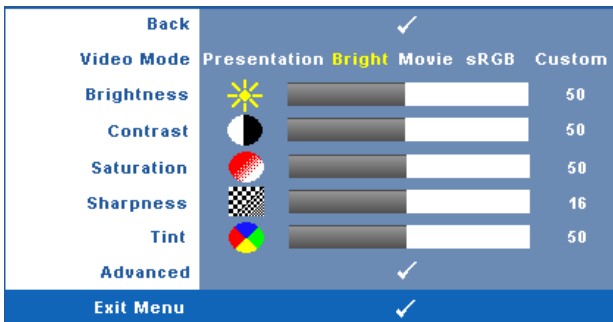 Back
Video Mode Presentation Bright Movie sRGB Custom
Brightness 50
Contrast 50
Saturation 50
Sharpness 16
Tint 50
Advanced
Exit Menu